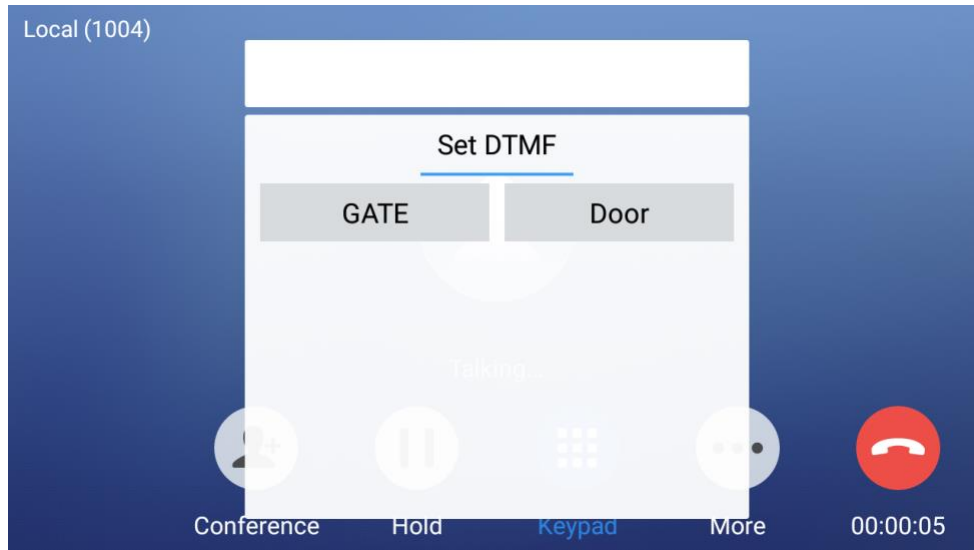 Local (1004)
Set DTMF
GATE Door
Talking...
Conference Hold Keypad More 00:00:05